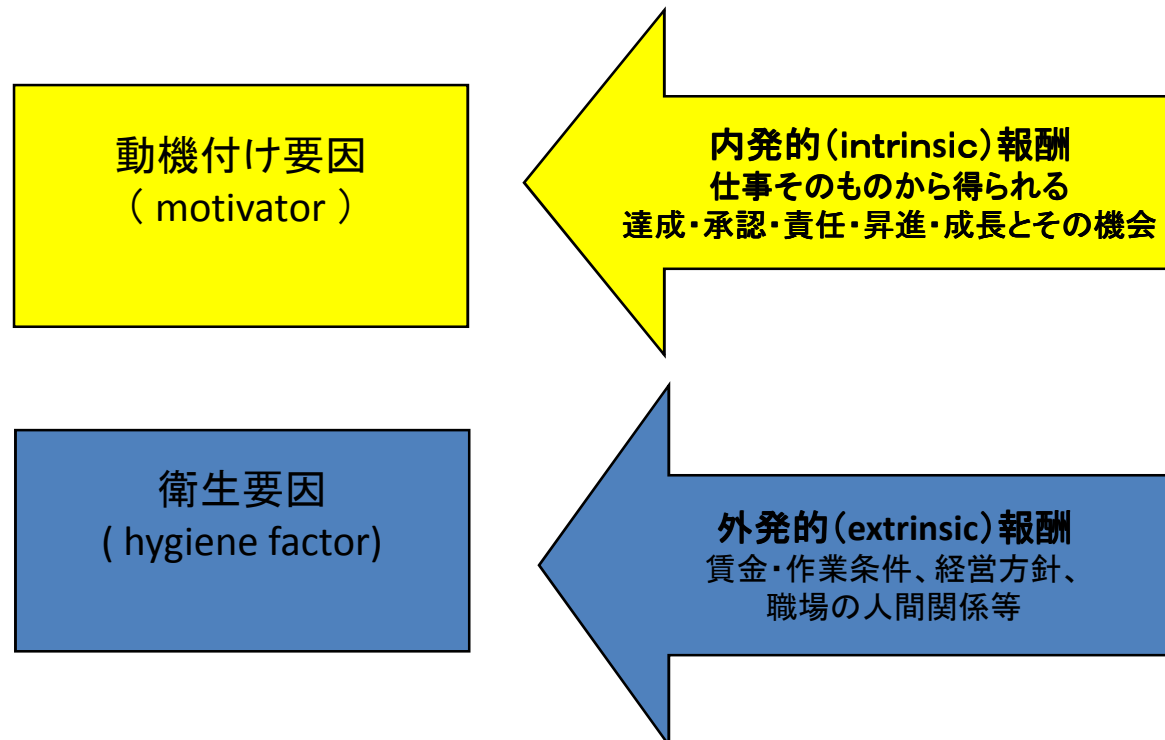 動機付け要因
（ motivator ）
内発的（intrinsic）報酬
仕事そのものから得られる
達成・承認・責任・昇進・成長とその機会
衛生要因
( hygiene factor)
外発的（extrinsic）報酬
賃金・作業条件、経営方針、
職場の人間関係等